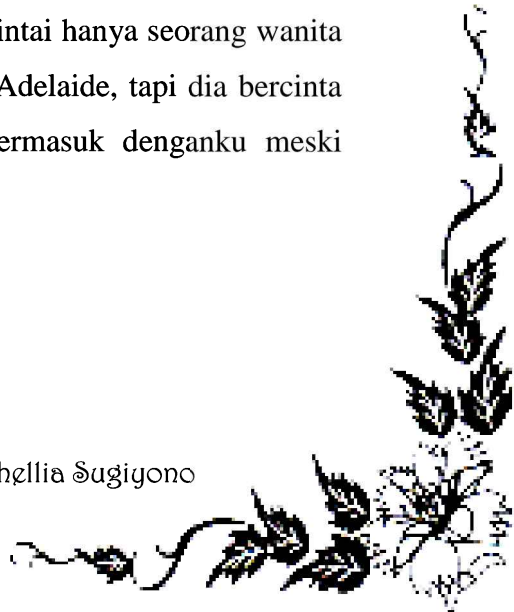 intai hanya seorang wanita
Adelaide, tapi dia bercinta
ermasuk denganku meski
hellia Sugiyono